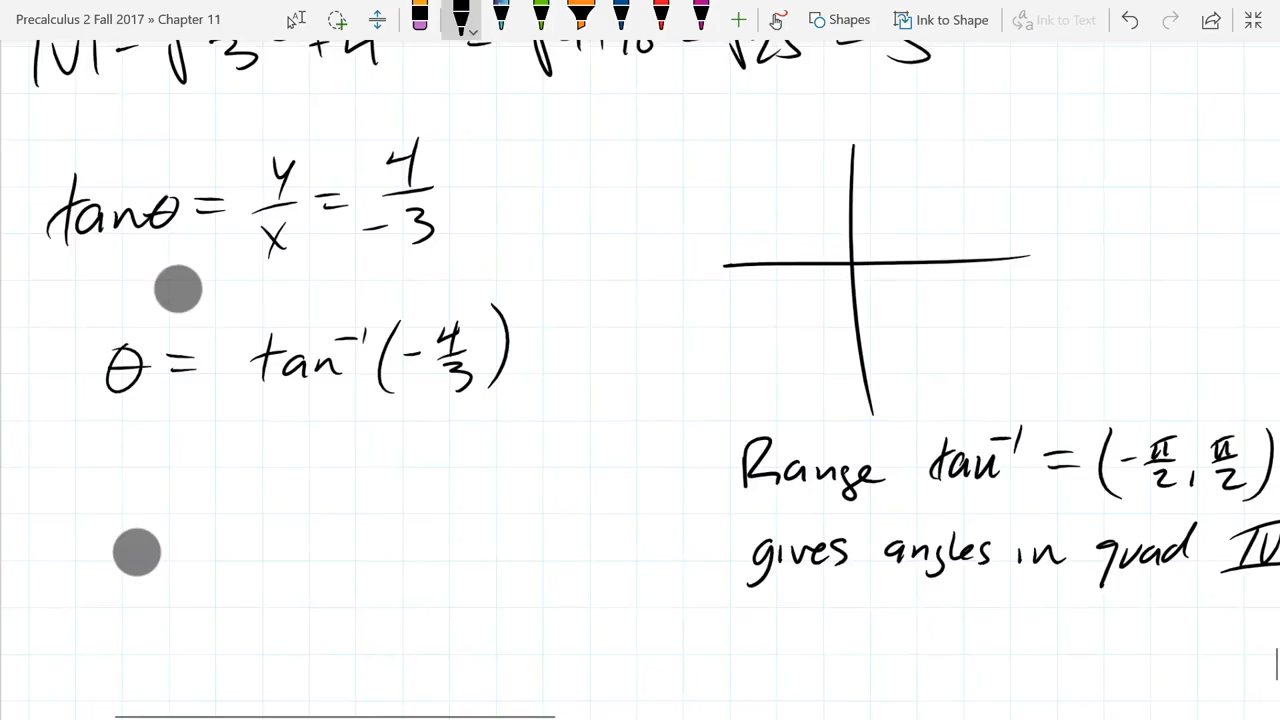 Precalculus 2 Fall 2017 » Chapter 11
Shapes
Ink to Shape
Ink to Text
tanθ = y/x = 4/-3
θ = tan⁻¹(-4/3)
Range tan⁻¹ = (-π/2, π/2)
gives angles in quad IV